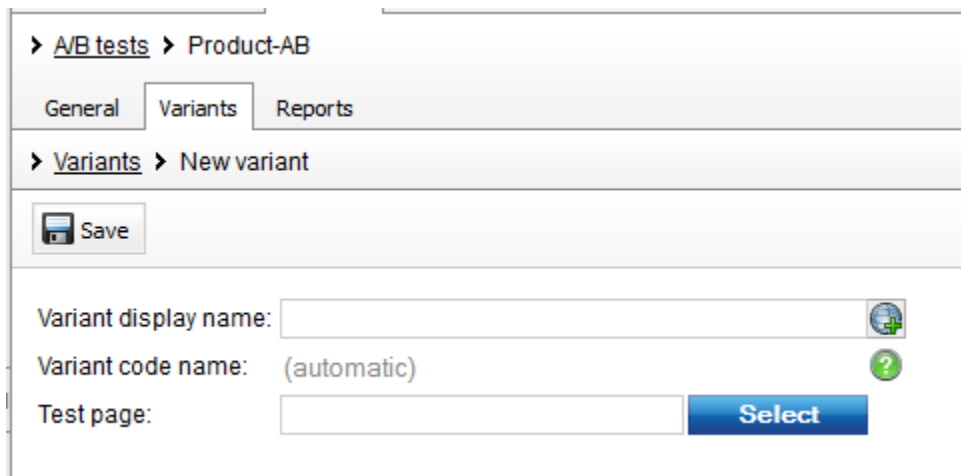 A/B tests > Product-AB
General Variants Reports
Variants > New variant
Save
Variant display name:
Variant code name: (automatic) ?
Test page: Select